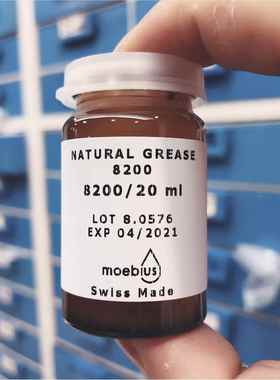 NATURAL GREASE
8200
8200/20 ml
LOT 8.0576
EXP 04/2021
moebius
Swiss Made